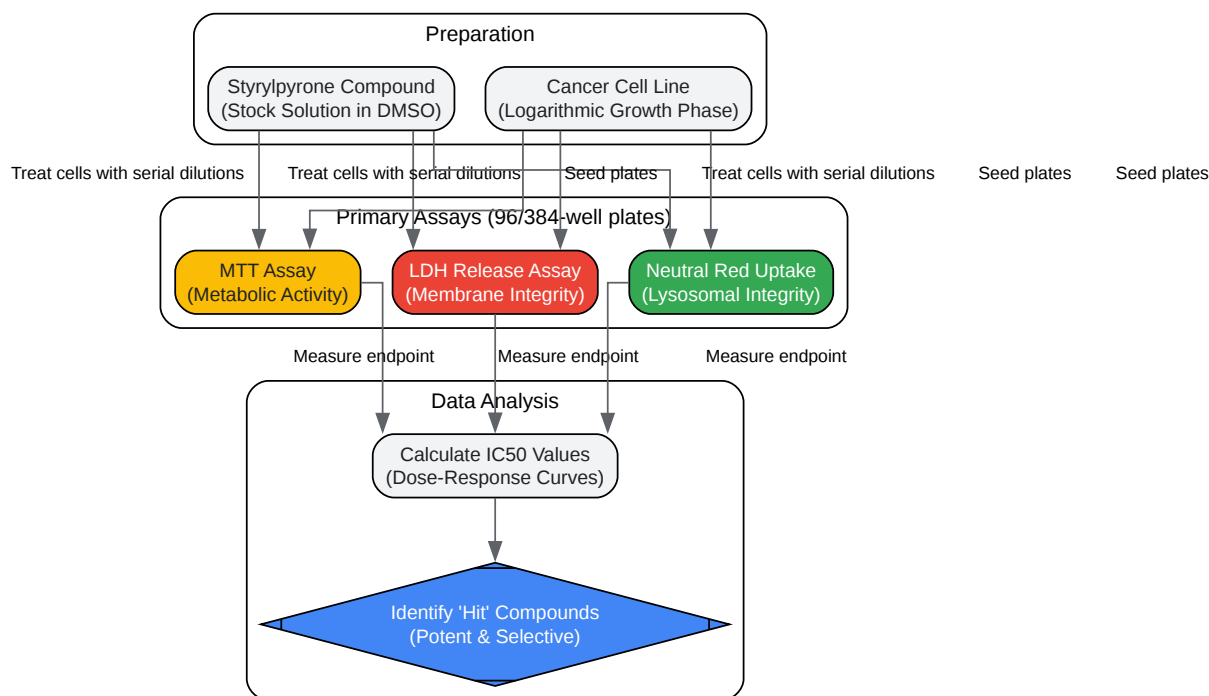 Preparation
Styrylpyrone Compound
(Stock Solution in DMSO)
Cancer Cell Line
(Logarithmic Growth Phase)
Treat cells with serial dilutions
Treat cells with serial dilutions
Seed plates
Treat cells with serial dilutions
Seed plates
Seed plates
Primary Assays (96/384-well plates)
MTT Assay
(Metabolic Activity)
LDH Release Assay
(Membrane Integrity)
Neutral Red Uptake
(Lysosomal Integrity)
Measure endpoint
Measure endpoint
Measure endpoint
Data Analysis
Calculate IC50 Values
(Dose-Response Curves)
Identify 'Hit' Compounds
(Potent & Selective)